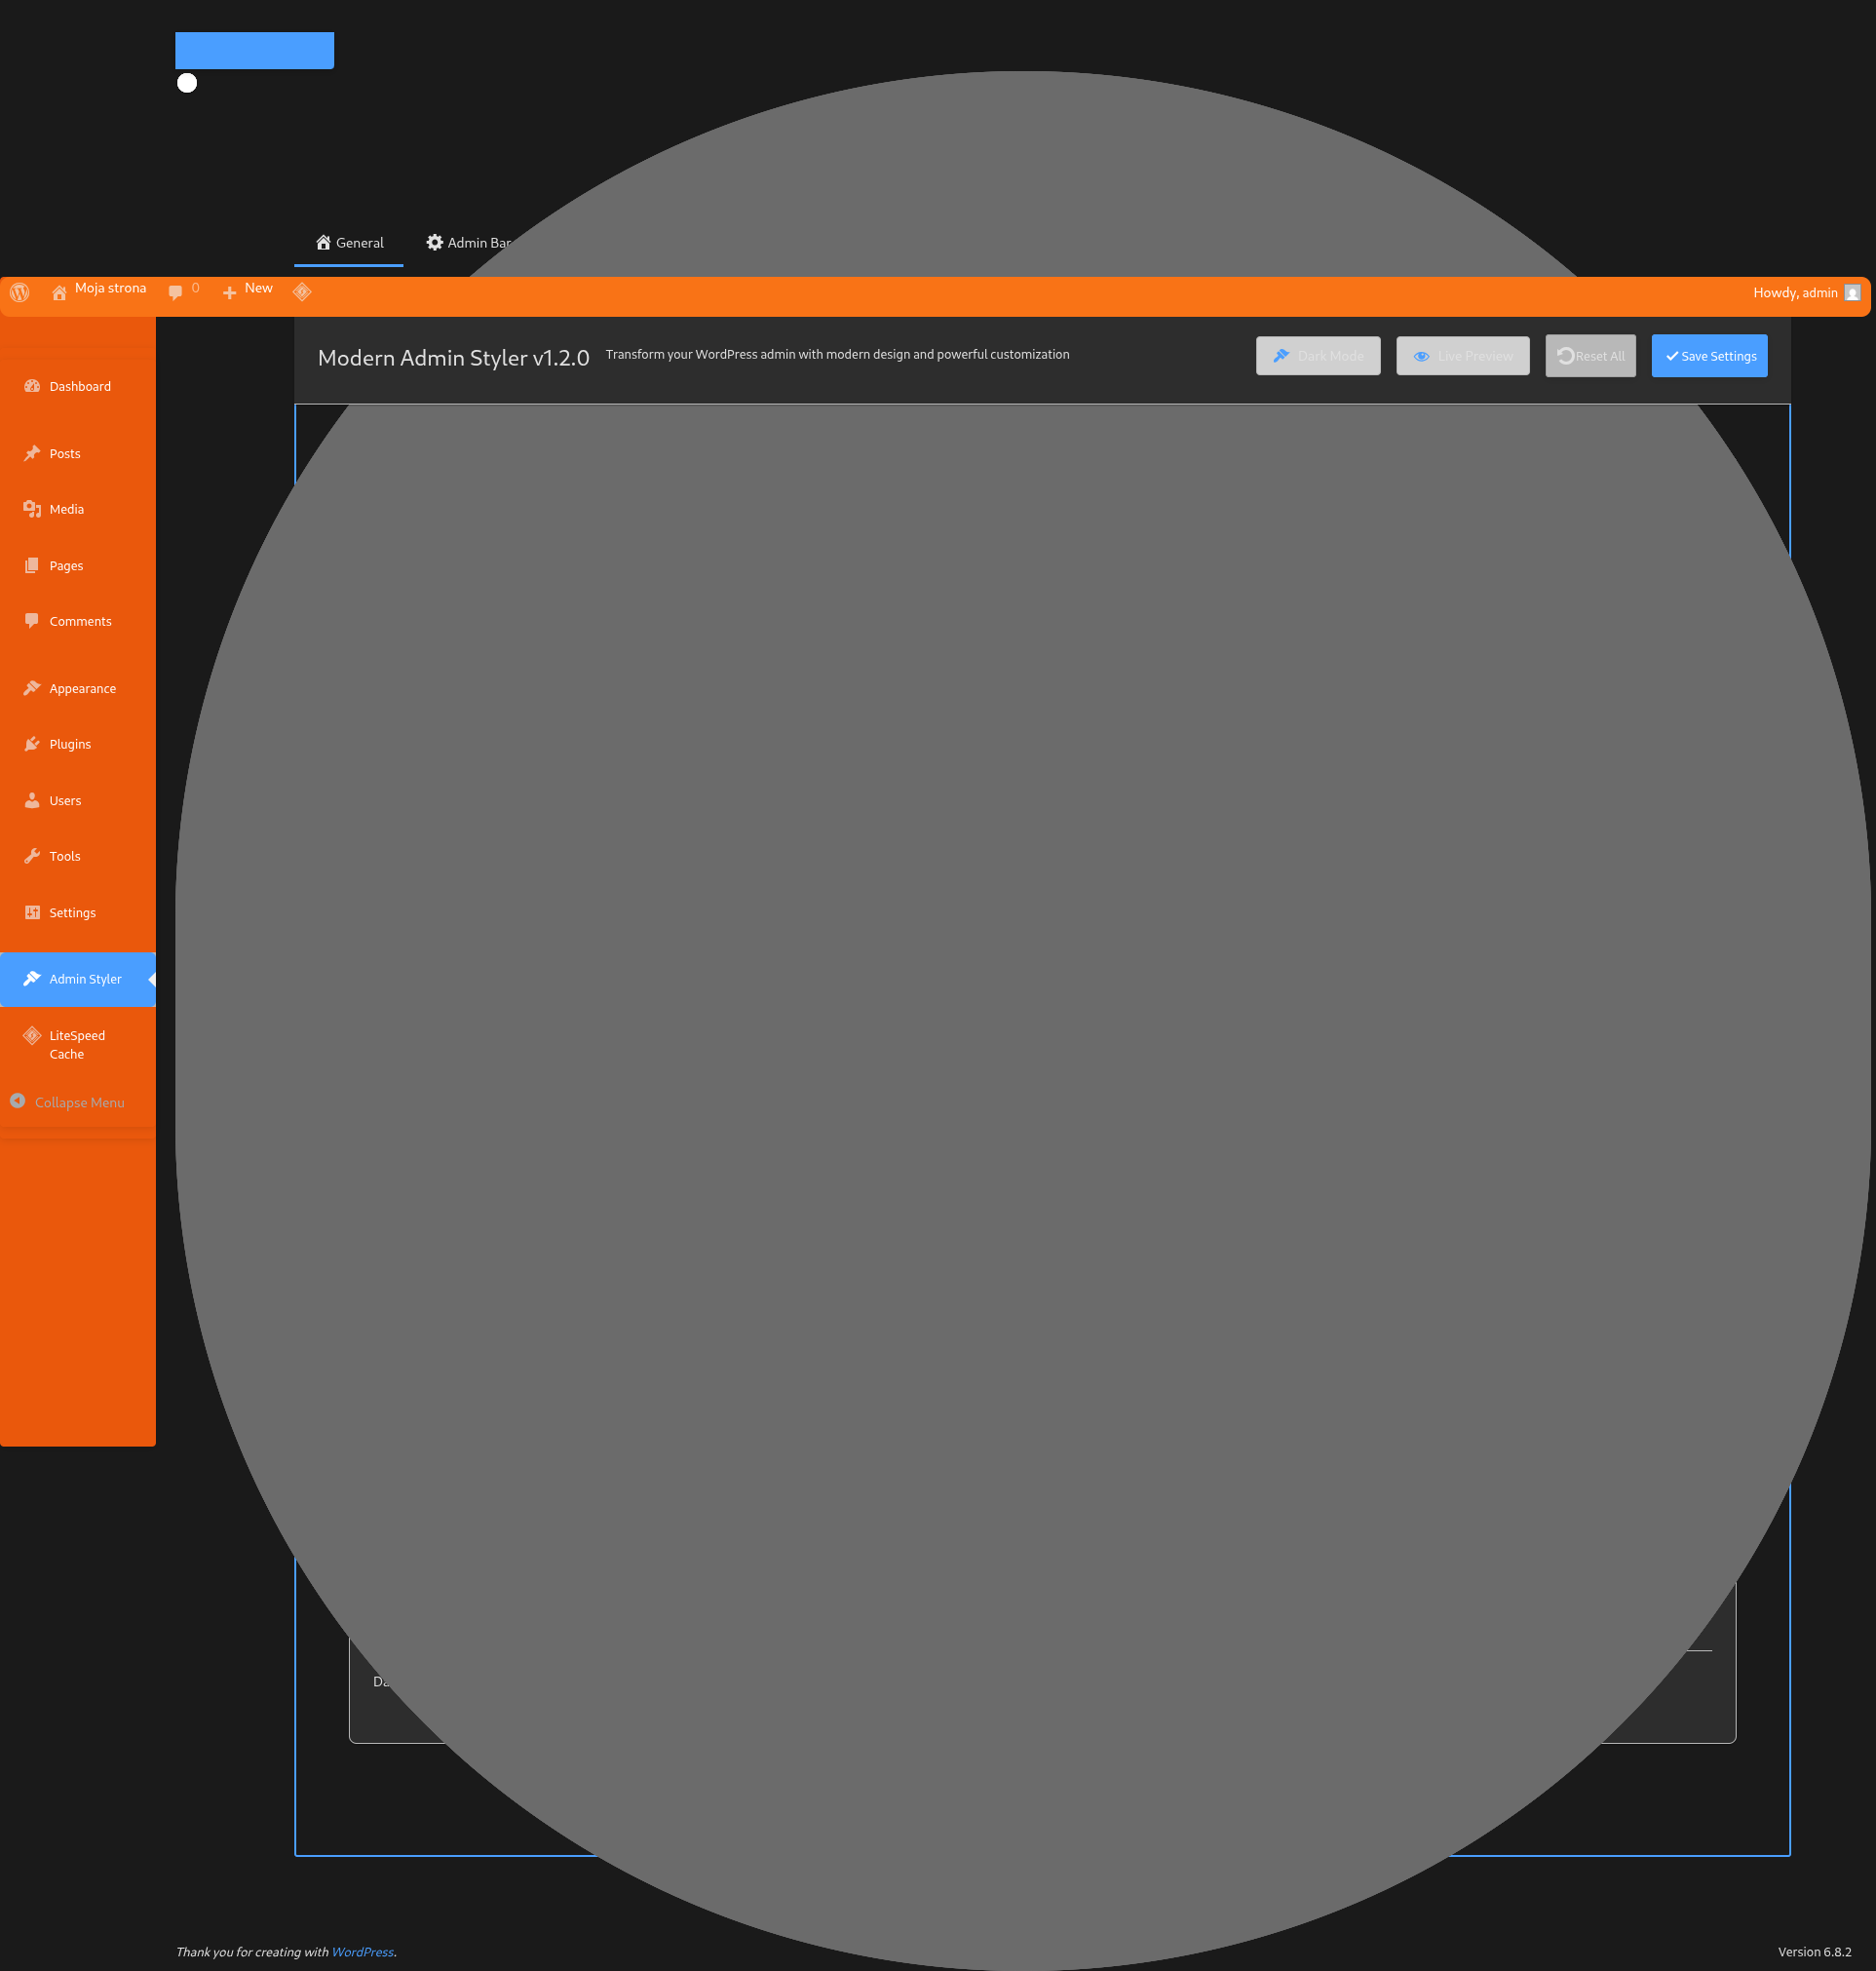 General
Admin Bar
Moja strona
0
New
Howdy, admin
Modern Admin Styler v1.2.0
Transform your WordPress admin with modern design and powerful customization
Dark Mode
Live Preview
Reset All
Save Settings
Dashboard
Posts
Media
Pages
Comments
Appearance
Plugins
Users
Tools
Settings
Admin Styler
LiteSpeed
Cache
Collapse Menu
Thank you for creating with WordPress.
Version 6.8.2